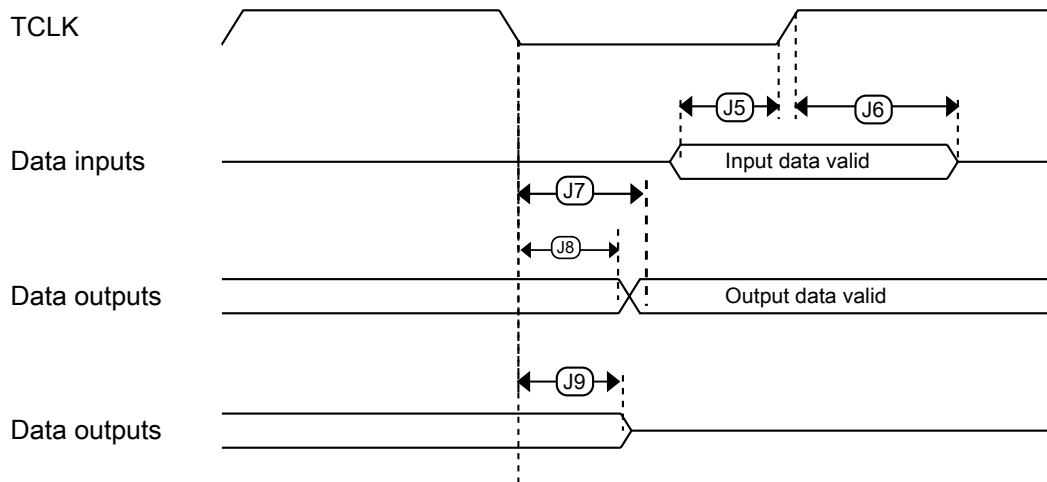 TCLK
J5
J6
Data inputs
Input data valid
J7
J8
Data outputs
Output data valid
J9
Data outputs